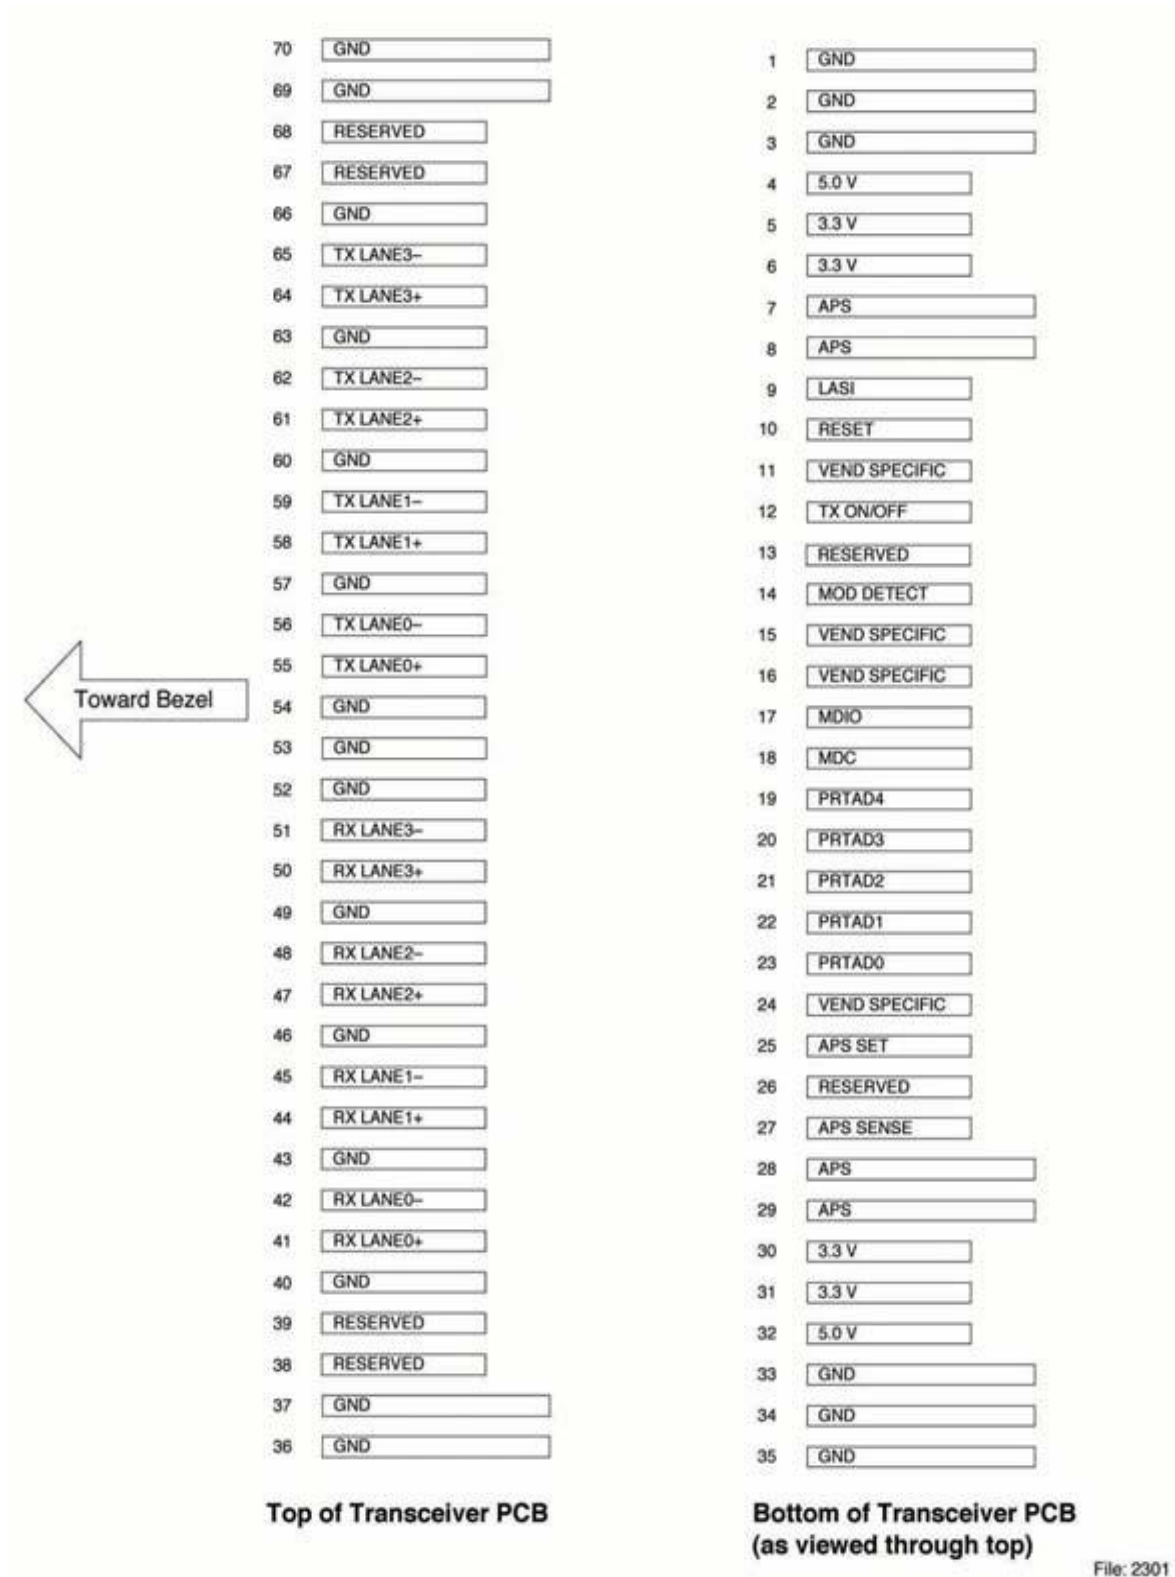 70 GND
69 GND
68 RESERVED
67 RESERVED
66 GND
65 TX LANE3–
64 TX LANE3+
63 GND
62 TX LANE2–
61 TX LANE2+
60 GND
59 TX LANE1–
58 TX LANE1+
57 GND
56 TX LANE0–
55 TX LANE0+
54 GND
53 GND
52 GND
51 RX LANE3–
50 RX LANE3+
49 GND
48 RX LANE2–
47 RX LANE2+
46 GND
45 RX LANE1–
44 RX LANE1+
43 GND
42 RX LANE0–
41 RX LANE0+
40 GND
39 RESERVED
38 RESERVED
37 GND
36 GND
Toward Bezel
Top of Transceiver PCB
1 GND
2 GND
3 GND
4 5.0 V
5 3.3 V
6 3.3 V
7 APS
8 APS
9 LASI
10 RESET
11 VEND SPECIFIC
12 TX ON/OFF
13 RESERVED
14 MOD DETECT
15 VEND SPECIFIC
16 VEND SPECIFIC
17 MDIO
18 MDC
19 PRTAD4
20 PRTAD3
21 PRTAD2
22 PRTAD1
23 PRTAD0
24 VEND SPECIFIC
25 APS SET
26 RESERVED
27 APS SENSE
28 APS
29 APS
30 3.3 V
31 3.3 V
32 5.0 V
33 GND
34 GND
35 GND
Bottom of Transceiver PCB
(as viewed through top)
File: 2301